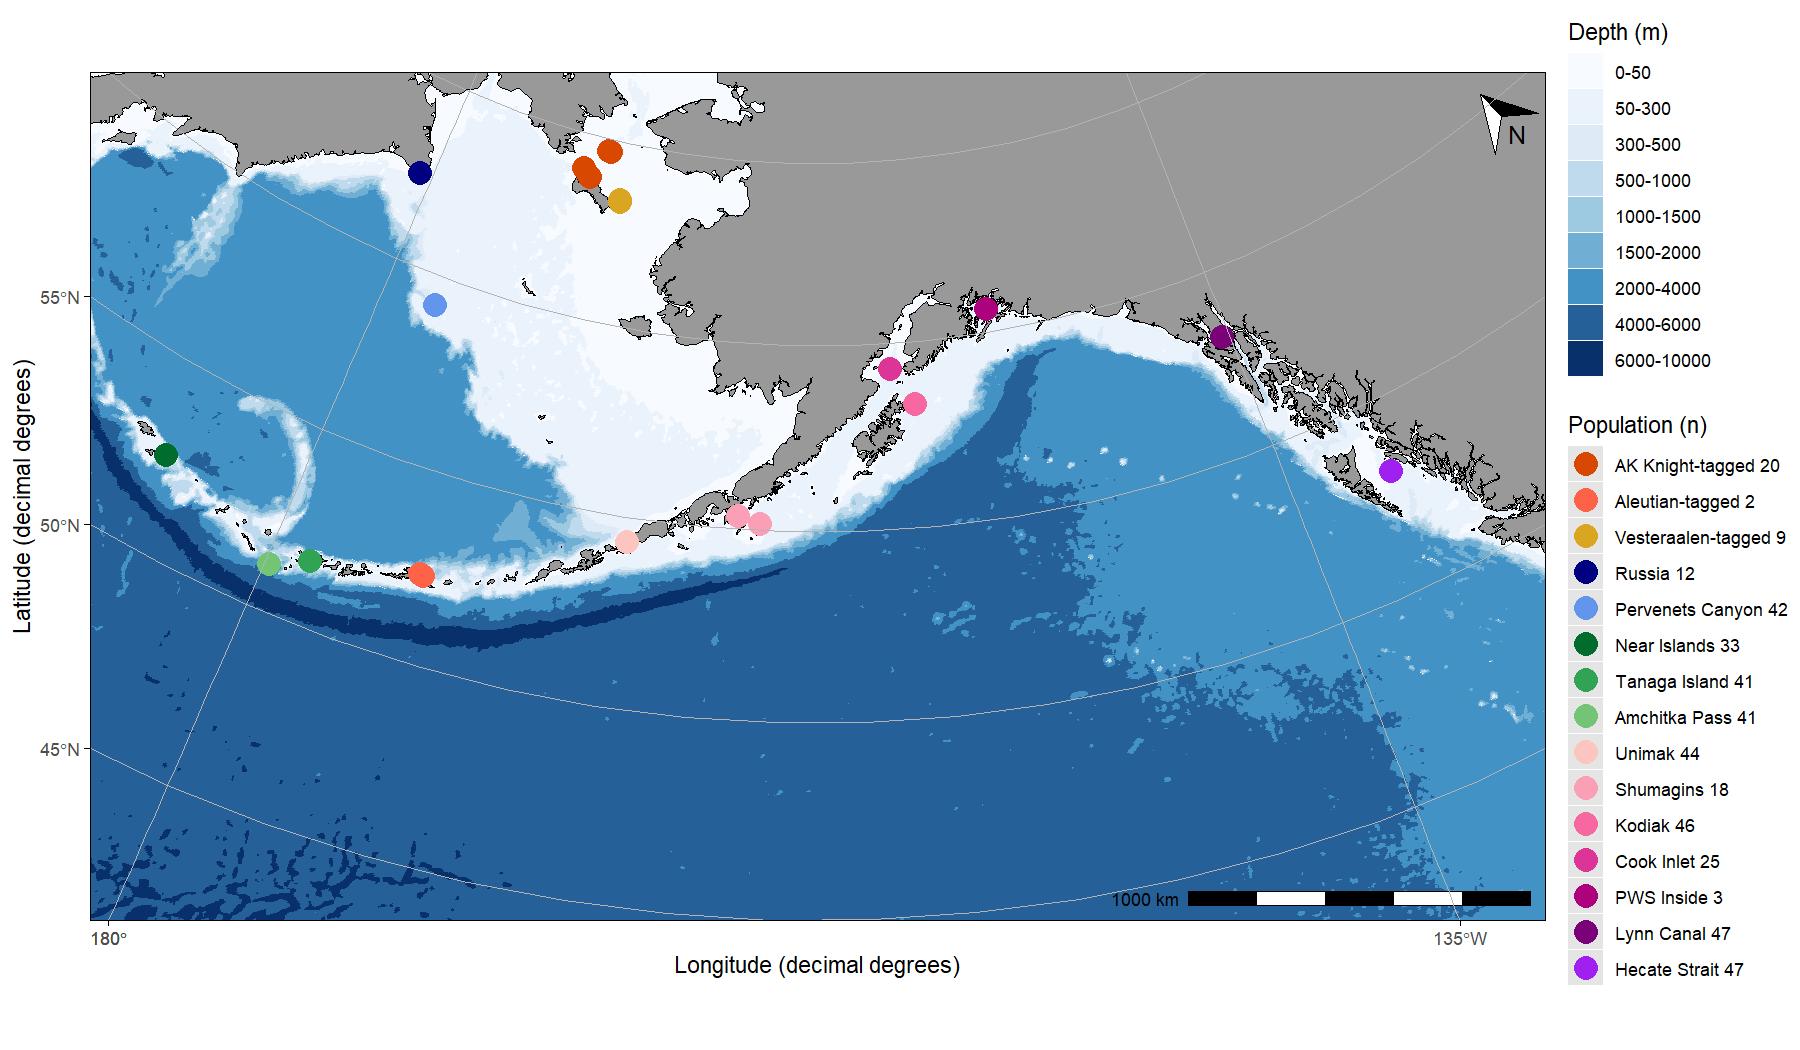 Depth (m)
0-50
50-300
300-500
500-1000
1000-1500
1500-2000
2000-4000
4000-6000
6000-10000
Population (n)
AK Knight-tagged 20
Aleutian-tagged 2
Vesteraalen-tagged 9
Russia 12
Pervenets Canyon 42
Near Islands 33
Tanaga Island 41
Amchitka Pass 41
Unimak 44
Shumagins 18
Kodiak 46
Cook Inlet 25
PWS Inside 3
Lynn Canal 47
Hecate Strait 47
N
55°N
50°N
45°N
Latitude (decimal degrees)
1000 km
180°
135°W
Longitude (decimal degrees)